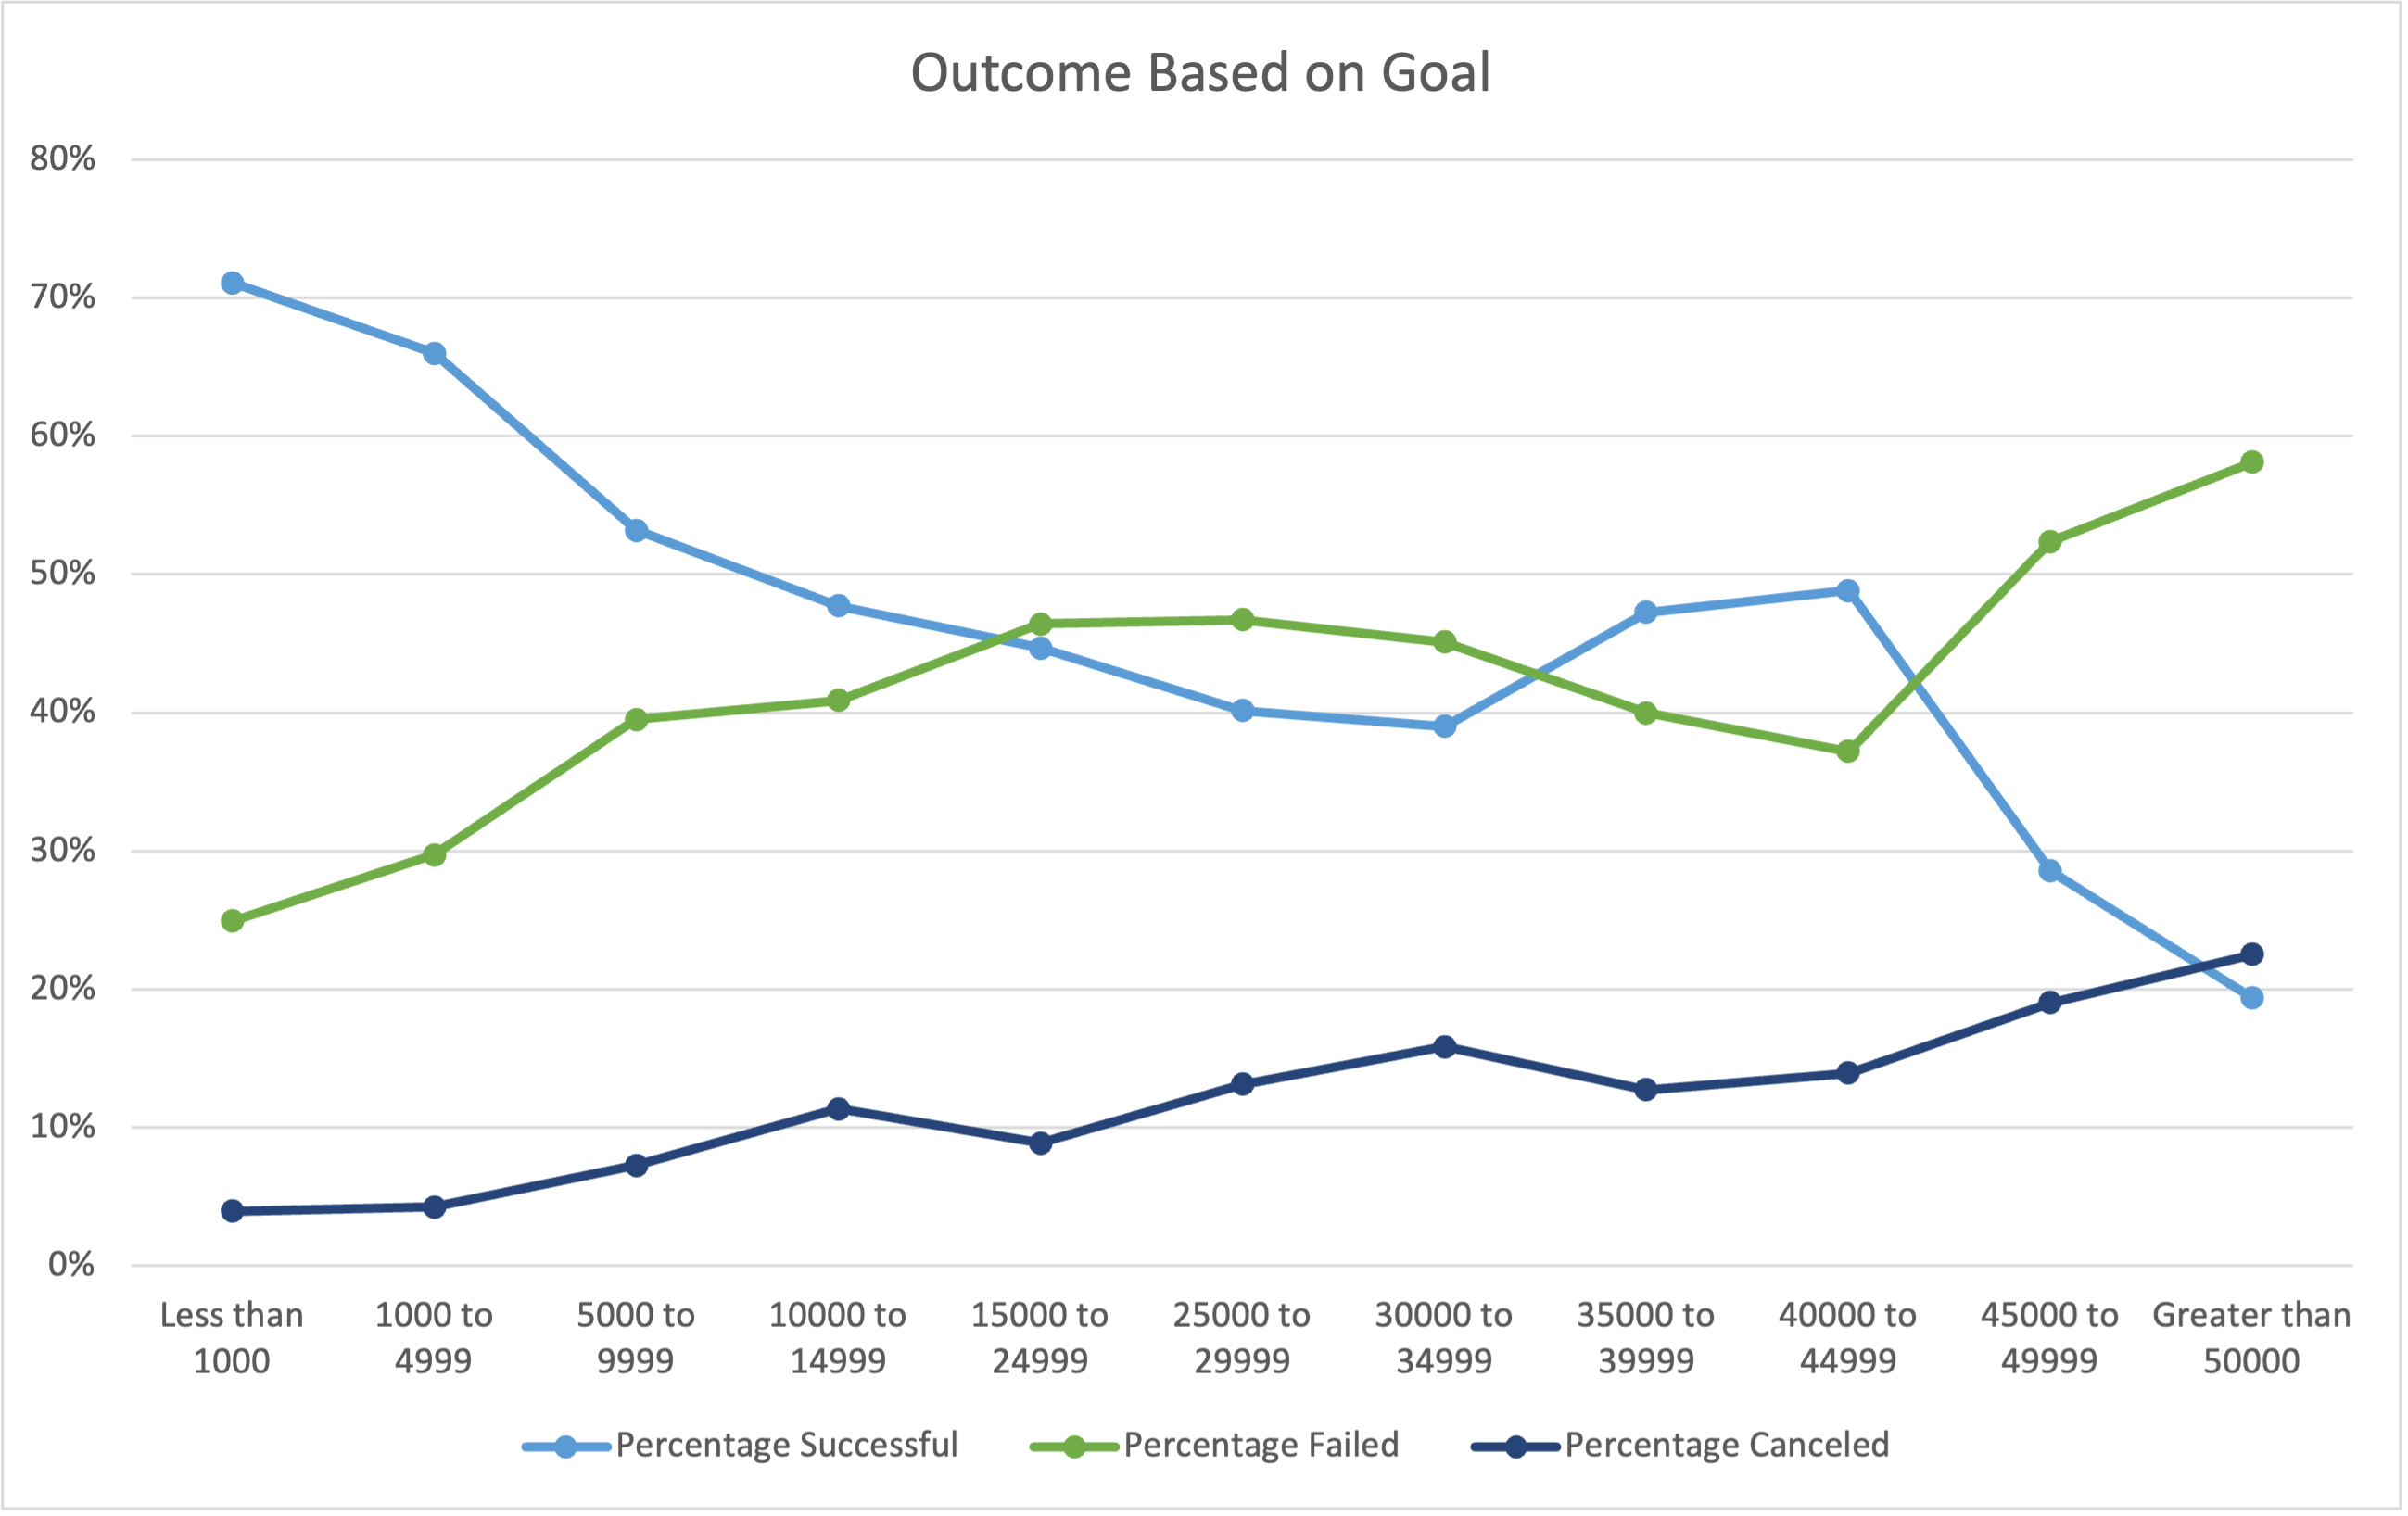 Outcome Based on Goal
80%
70%
60%
50%
40%
30%
20%
10%
0%
Less than 1000 to 5000 to 10000 to 15000 to 25000 to 30000 to 35000 to 40000 to 45000 to Greater than
1000 4999 9999 14999 24999 29999 34999 39999 44999 49999 50000
Percentage Successful Percentage Failed Percentage Canceled